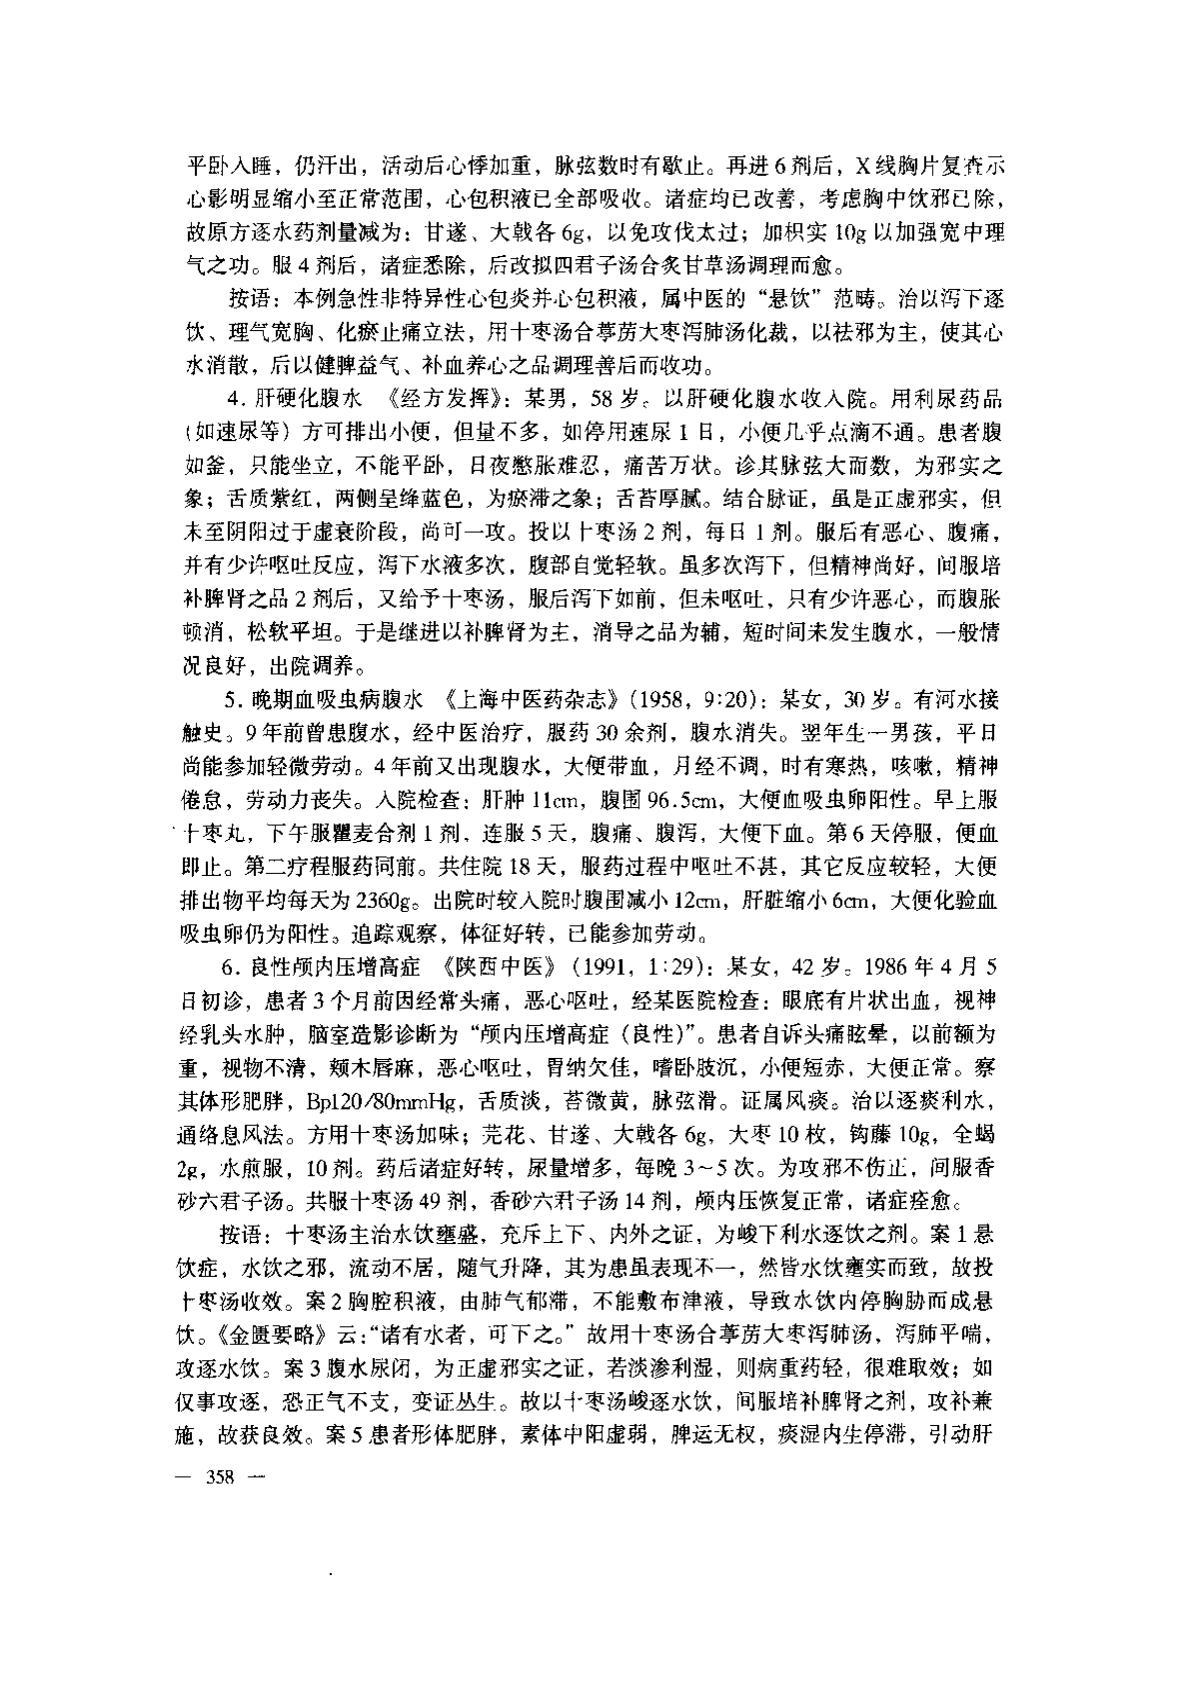 平卧入睡，仍汗出，活动后心悸加重，脉弦数时有歇止。再进6剂后，X线胸片复查示
心影明显缩小至正常范围，心包积液已全部吸收。诸症均已改善，考虑胸中饮邪已除，
故原方逐水药剂量减为：甘遂、大戟各6g，以免攻伐太过；加枳实10g以加强宽中理
气之功。服4剂后，诸症悉除，后改拟四君子汤合炙甘草汤调理而愈。
按语：本例急性非特异性心包炎并心包积液，属中医的“悬饮”范畴。治以泻下逐
饮、理气宽胸、化瘀止痛立法，用十枣汤合葶苈大枣泻肺汤化裁，以祛邪为主，使其心
水消散，后以健脾益气、补血养心之品调理善后而收功。
4. 肝硬化腹水 《经方发挥》：某男，58岁。以肝硬化腹水收入院。用利尿药品
（如速尿等）方可排出小便，但量不多，如停用速尿1日，小便几乎点滴不通。患者腹
如釜，只能坐立，不能平卧，日夜憋胀难忍，痛苦万状。诊其脉弦大而数，为邪实之
象；舌质紫红，两侧呈绛蓝色，为瘀滞之象；舌苔厚腻。结合脉证，虽是正虚邪实，但
未至阴阳过于虚衰阶段，尚可一攻。投以十枣汤2剂，每日1剂。服后有恶心、腹痛，
并有少许呕吐反应，泻下水液多次，腹部自觉轻软。虽多次泻下，但精神尚好，间服培
补脾肾之品2剂后，又给予十枣汤，服后泻下如前，但未呕吐，只有少许恶心，而腹胀
顿消，松软平坦。于是继进以补脾肾为主，消导之品为辅，短时间未发生腹水，一般情
况良好，出院调养。
5. 晚期血吸虫病腹水 《上海中医药杂志》（1958，9:20）：某女，30岁。有河水接
触史。9年前曾患腹水，经中医治疗，服药30余剂，腹水消失。翌年生一男孩，平日
尚能参加轻微劳动。4年前又出现腹水，大便带血，月经不调，时有寒热，咳嗽，精神
倦怠，劳动力丧失。入院检查：肝肿11cm，腹围96.5cm，大便血吸虫卵阳性。早上服
十枣丸，下午服瞿麦合剂1剂，连服5天，腹痛、腹泻，大便下血。第6天停服，便血
即止。第二疗程服药同前。共住院18天，服药过程中呕吐不甚，其它反应较轻，大便
排出物平均每天为2360g。出院时较入院时腹围减小12cm，肝脏缩小6cm，大便化验血
吸虫卵仍为阳性。追踪观察，体征好转，已能参加劳动。
6. 良性颅内压增高症 《陕西中医》（1991，1:29）：某女，42岁。1986年4月5
日初诊，患者3个月前因经常头痛，恶心呕吐，经某医院检查：眼底有片状出血，视神
经乳头水肿，脑室造影诊断为“颅内压增高症（良性）”。患者自诉头痛眩晕，以前额为
重，视物不清，颊木唇麻，恶心呕吐，胃纳欠佳，嗜卧肢沉，小便短赤，大便正常。察
其体形肥胖，Bp120/80mmHg，舌质淡，苔微黄，脉弦滑。证属风痰。治以逐痰利水，
通络息风法。方用十枣汤加味；芫花、甘遂、大戟各6g，大枣10枚，钩藤10g，全蝎
2g，水煎服，10剂。药后诸症好转，尿量增多，每晚3～5次。为攻邪不伤正，间服香
砂六君子汤。共服十枣汤49剂，香砂六君子汤14剂，颅内压恢复正常，诸症痊愈。
按语：十枣汤主治水饮壅盛，充斥上下、内外之证，为峻下利水逐饮之剂。案1悬
饮症，水饮之邪，流动不居，随气升降，其为患虽表现不一，然皆水饮壅实而致，故投
十枣汤收效。案2胸腔积液，由肺气郁滞，不能敷布津液，导致水饮内停胸胁而成悬
饮。《金匮要略》云：“诸有水者，可下之。”故用十枣汤合葶苈大枣泻肺汤，泻肺平喘，
攻逐水饮。案3腹水尿闭，为正虚邪实之证，若淡渗利湿，则病重药轻，很难取效；如
仅事攻逐，恐正气不支，变证丛生。故以十枣汤峻逐水饮，间服培补脾肾之剂，攻补兼
施，故获良效。案5患者形体肥胖，素体中阳虚弱，脾运无权，痰湿内生停滞，引动肝
— 358 —